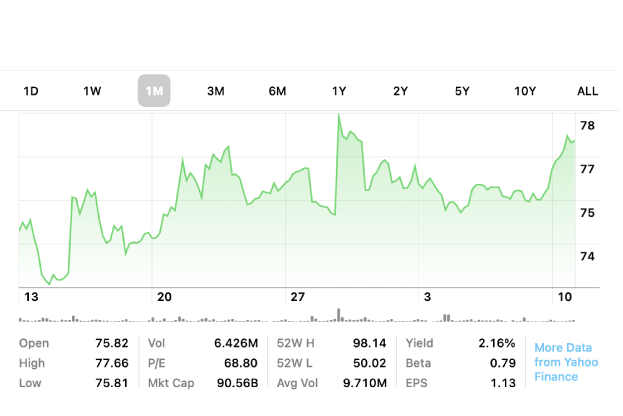 1D 1W 1M 3M 6M 1Y 2Y 5Y 10Y ALL
78
77
75
74
13 20 27 3 10
Open 75.82 Vol 6.426M 52W H 98.14 Yield 2.16%
High 77.66 P/E 68.80 52W L 50.02 Beta 0.79
Low 75.81 Mkt Cap 90.56B Avg Vol 9.710M EPS 1.13
More Data
from Yahoo
Finance